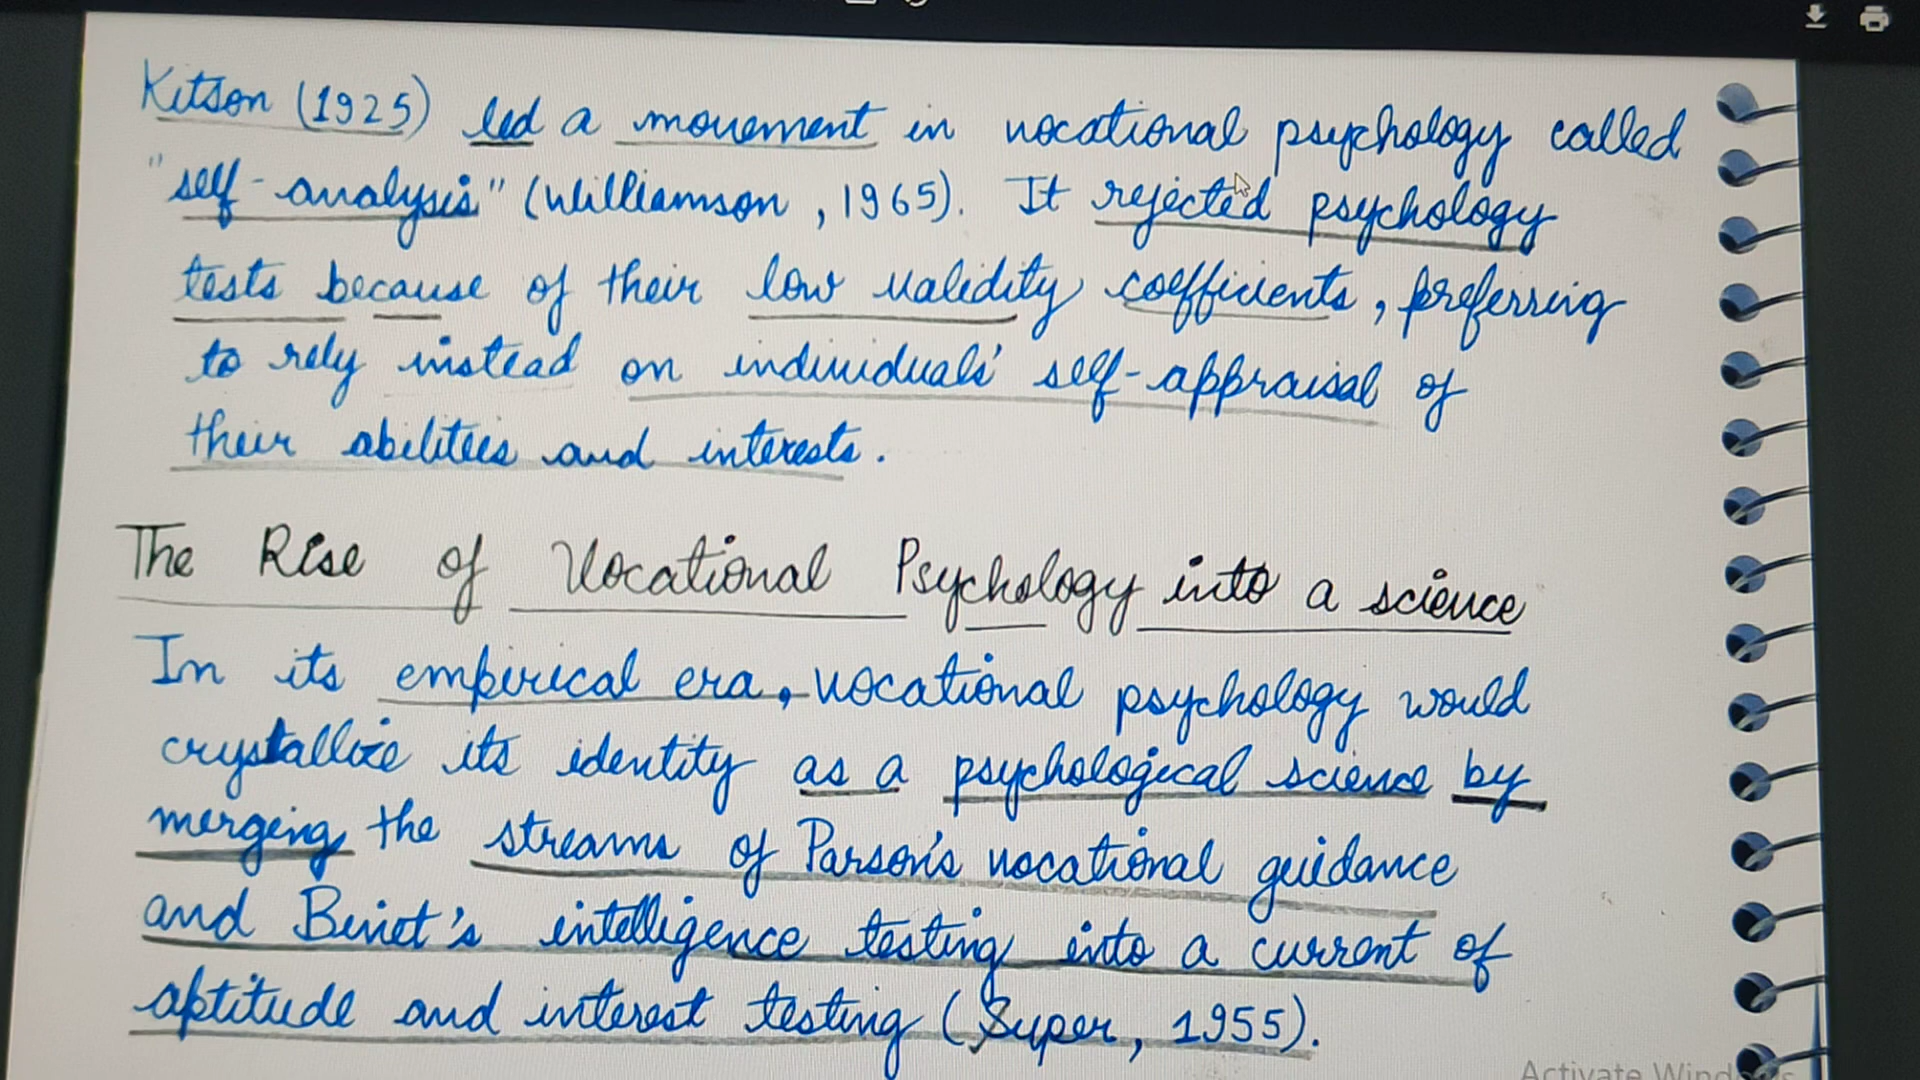 Kitson (1925) led a movement in vocational psychology called
"self-analysis" (Williamson, 1965). It rejected psychology
tests because of their low validity coefficients, preferring
to rely instead on individuals' self-appraisal of
their abilities and interests.
The Rise of Vocational Psychology into a science
In its empirical era, vocational psychology would
crystallize its identity as a psychological science by
merging the streams of Parson's vocational guidance
and Binet's intelligence testing into a current of
aptitude and interest testing (Super, 1955).
Activate Windows